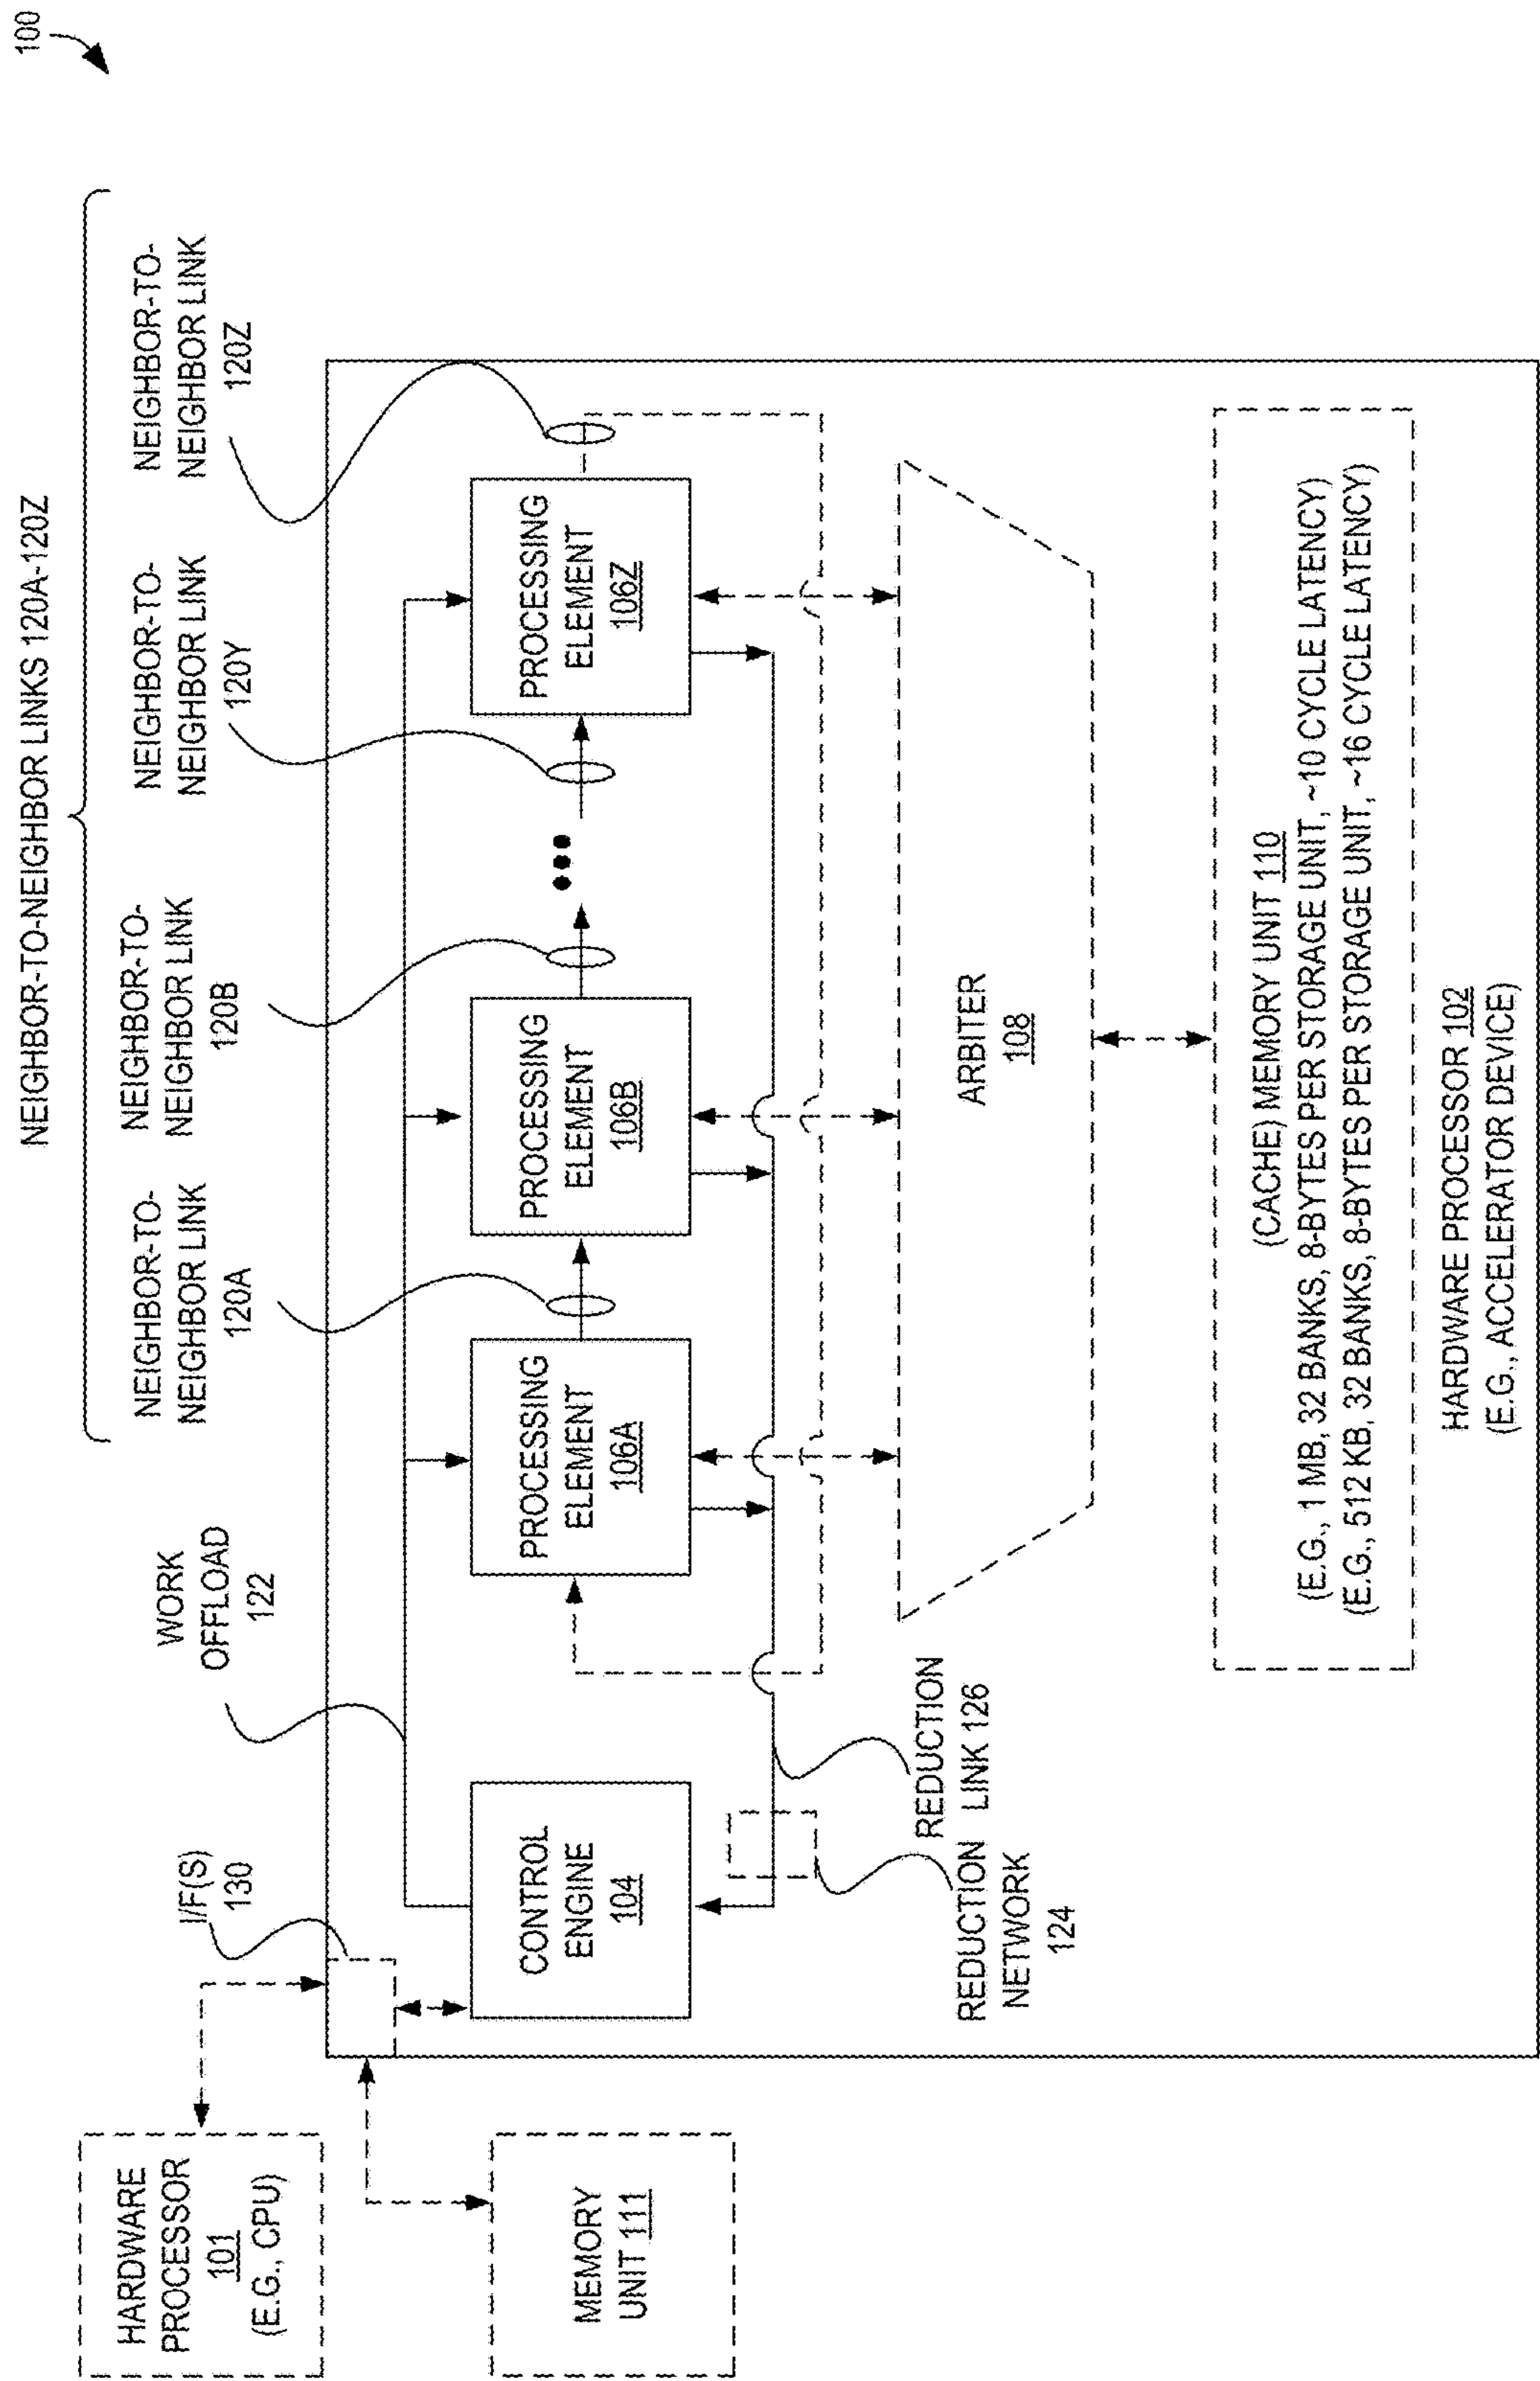 100
NEIGHBOR-TO-NEIGHBOR LINKS 120A-120Z
NEIGHBOR-TO-
NEIGHBOR LINK
120A
NEIGHBOR-TO-
NEIGHBOR LINK
120B
NEIGHBOR-TO-
NEIGHBOR LINK
120Y
NEIGHBOR-TO-
NEIGHBOR LINK
120Z
WORK
OFFLOAD
122
I/F(S)
130
HARDWARE
PROCESSOR
101
(E.G., CPU)
MEMORY
UNIT 111
CONTROL
ENGINE
104
PROCESSING
ELEMENT
106A
PROCESSING
ELEMENT
106B
PROCESSING
ELEMENT
106Z
REDUCTION
LINK 126
REDUCTION
NETWORK
124
ARBITER
108
(CACHE) MEMORY UNIT 110
(E.G., 1 MB, 32 BANKS, 8-BYTES PER STORAGE UNIT, ~10 CYCLE LATENCY)
(E.G., 512 KB, 32 BANKS, 8-BYTES PER STORAGE UNIT, ~16 CYCLE LATENCY)
HARDWARE PROCESSOR 102
(E.G., ACCELERATOR DEVICE)